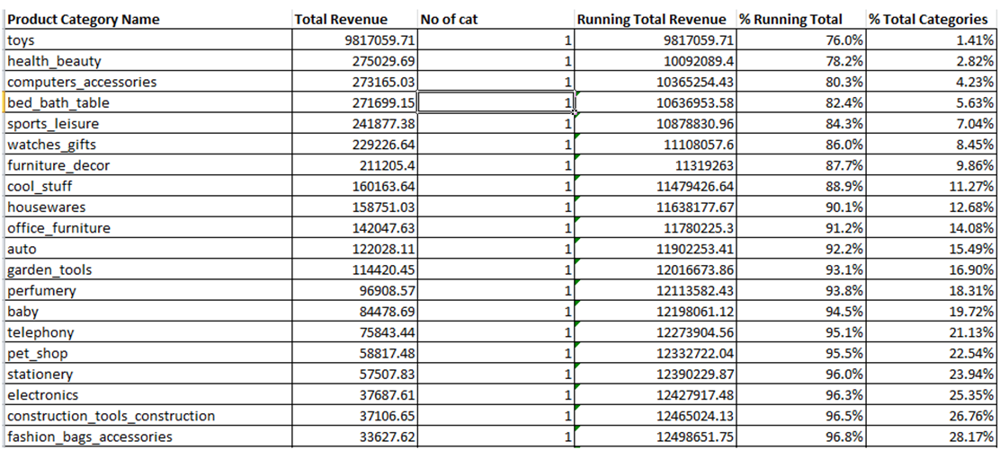 Product Category Name Total Revenue No of cat Running Total Revenue % Running Total % Total Categories
toys 9817059.71 1 9817059.71 76.0% 1.41%
health_beauty 275029.69 1 10092089.4 78.2% 2.82%
computers_accessories 273165.03 1 10365254.43 80.3% 4.23%
bed_bath_table 271699.15 1 10636953.58 82.4% 5.63%
sports_leisure 241877.38 1 10878830.96 84.3% 7.04%
watches_gifts 229226.64 1 11108057.6 86.0% 8.45%
furniture_decor 211205.4 1 11319263 87.7% 9.86%
cool_stuff 160163.64 1 11479426.64 88.9% 11.27%
housewares 158751.03 1 11638177.67 90.1% 12.68%
office_furniture 142047.63 1 11780225.3 91.2% 14.08%
auto 122028.11 1 11902253.41 92.2% 15.49%
garden_tools 114420.45 1 12016673.86 93.1% 16.90%
perfumery 96908.57 1 12113582.43 93.8% 18.31%
baby 84478.69 1 12198061.12 94.5% 19.72%
telephony 75843.44 1 12273904.56 95.1% 21.13%
pet_shop 58817.48 1 12332722.04 95.5% 22.54%
stationery 57507.83 1 12390229.87 96.0% 23.94%
electronics 37687.61 1 12427917.48 96.3% 25.35%
construction_tools_construction 37106.65 1 12465024.13 96.5% 26.76%
fashion_bags_accessories 33627.62 1 12498651.75 96.8% 28.17%